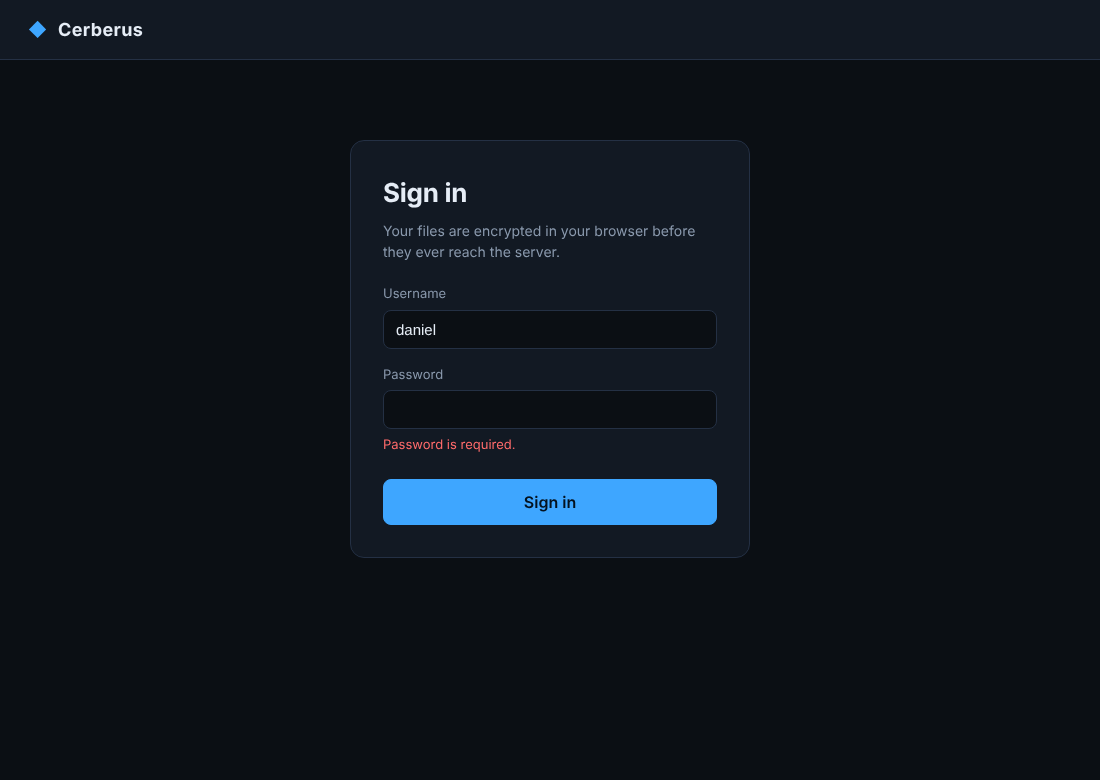 Cerberus
Sign in
Your files are encrypted in your browser before
they ever reach the server.
Username
daniel
Password
Password is required.
Sign in